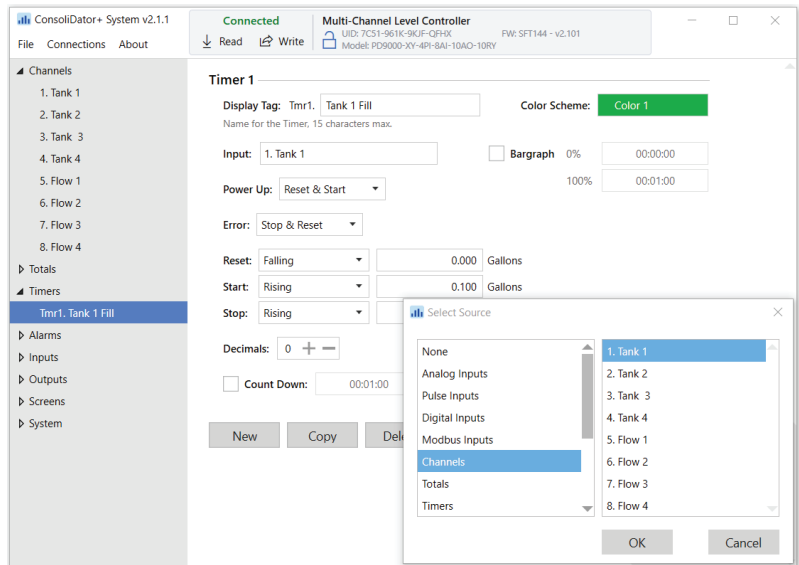 ConsoliDator+ System v2.1.1
File Connections About
Connected
Read Write
Multi-Channel Level Controller
UID: 7C51-961K-9KJF-QFHX FW: SFT144 - v2.101
Model: PD9000-XY-4PI-8AI-10AO-10RY
Channels
1. Tank 1
2. Tank 2
3. Tank  3
4. Tank 4
5. Flow 1
6. Flow 2
7. Flow 3
8. Flow 4
Totals
Timers
Tmr1. Tank 1 Fill
Alarms
Inputs
Outputs
Screens
System
Timer 1
Display Tag: Tmr1. Tank 1 Fill Color Scheme: Color 1
Name for the Timer, 15 characters max.
Input: 1. Tank 1 Bargraph 0% 00:00:00
100% 00:01:00
Power Up: Reset & Start
Error: Stop & Reset
Reset: Falling 0.000 Gallons
Start: Rising 0.100 Gallons
Stop: Rising
Decimals: 0
Count Down: 00:01:00
New Copy
Select Source
None
Analog Inputs
Pulse Inputs
Digital Inputs
Modbus Inputs
Channels
Totals
Timers
1. Tank 1
2. Tank 2
3. Tank  3
4. Tank 4
5. Flow 1
6. Flow 2
7. Flow 3
8. Flow 4
OK Cancel